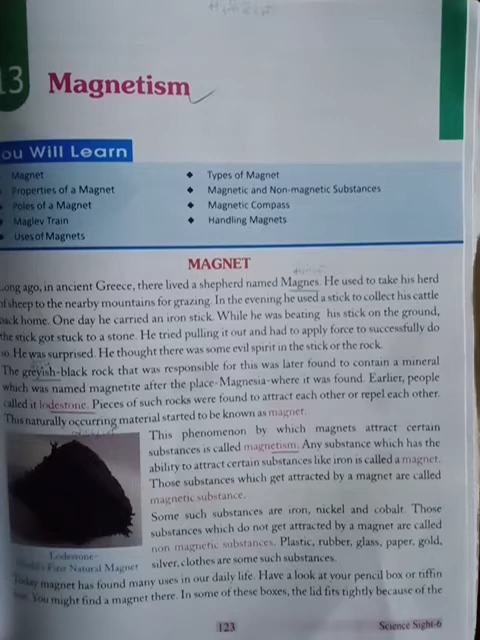 13 Magnetism
You Will Learn
Magnet
Properties of a Magnet
Poles of a Magnet
Maglev Train
Uses of Magnets
Types of Magnet
Magnetic and Non-magnetic Substances
Magnetic Compass
Handling Magnets
MAGNET
Long ago, in ancient Greece, there lived a shepherd named Magnes. He used to take his herd
of sheep to the nearby mountains for grazing. In the evening he used a stick to collect his cattle
back home. One day he carried an iron stick. While he was beating his stick on the ground,
the stick got stuck to a stone. He tried pulling it out and had to apply force to successfully do
so. He was surprised. He thought there was some evil spirit in the stick or the rock.
The greyish-black rock that was responsible for this was later found to contain a mineral
which was named magnetite after the place-Magnesia-where it was found. Earlier, people
called it lodestone. Pieces of such rocks were found to attract each other or repel each other.
This naturally occurring material started to be known as magnet.
This phenomenon by which magnets attract certain
substances is called magnetism. Any substance which has the
ability to attract certain substances like iron is called a magnet.
Those substances which get attracted by a magnet are called
magnetic substance.
Some such substances are iron, nickel and cobalt. Those
substances which do not get attracted by a magnet are called
non magnetic substances. Plastic, rubber, glass, paper, gold,
silver, clothes are some such substances.
Lodestone-
World's First Natural Magnet
Today magnet has found many uses in our daily life. Have a look at your pencil box or tiffin
You might find a magnet there. In some of these boxes, the lid fits tightly because of the
123
Science Sight-6